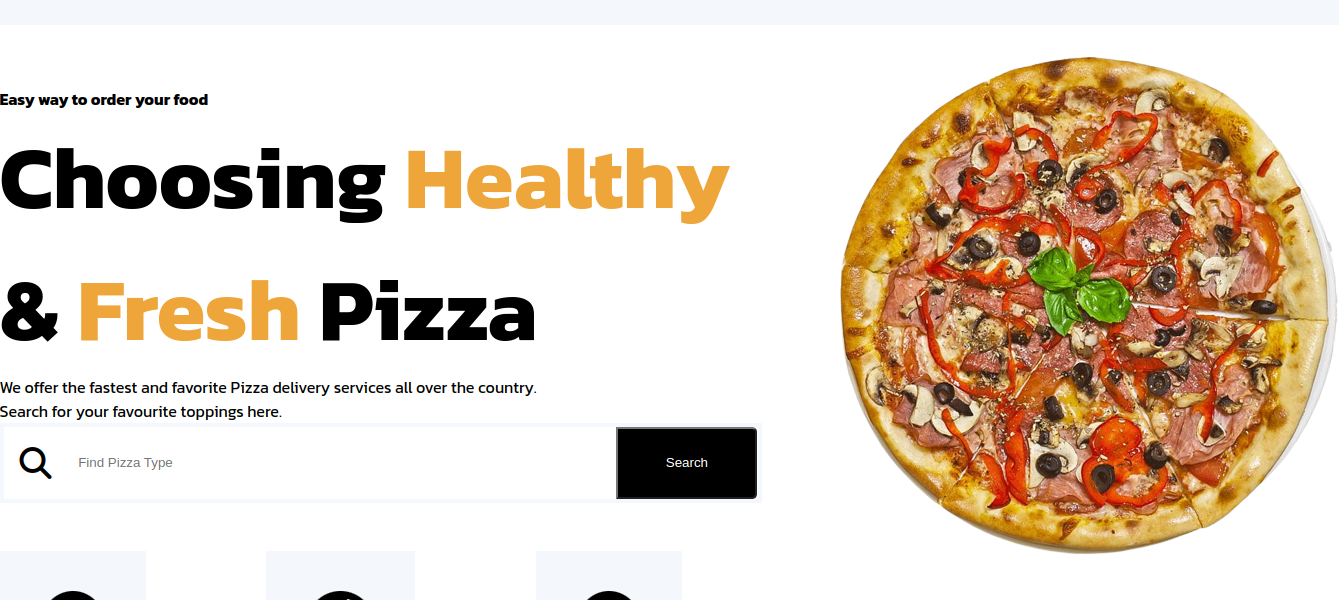 Easy way to order your food
Choosing Healthy
& Fresh Pizza
We offer the fastest and favorite Pizza delivery services all over the country.
Search for your favourite toppings here.
Find Pizza Type
Search